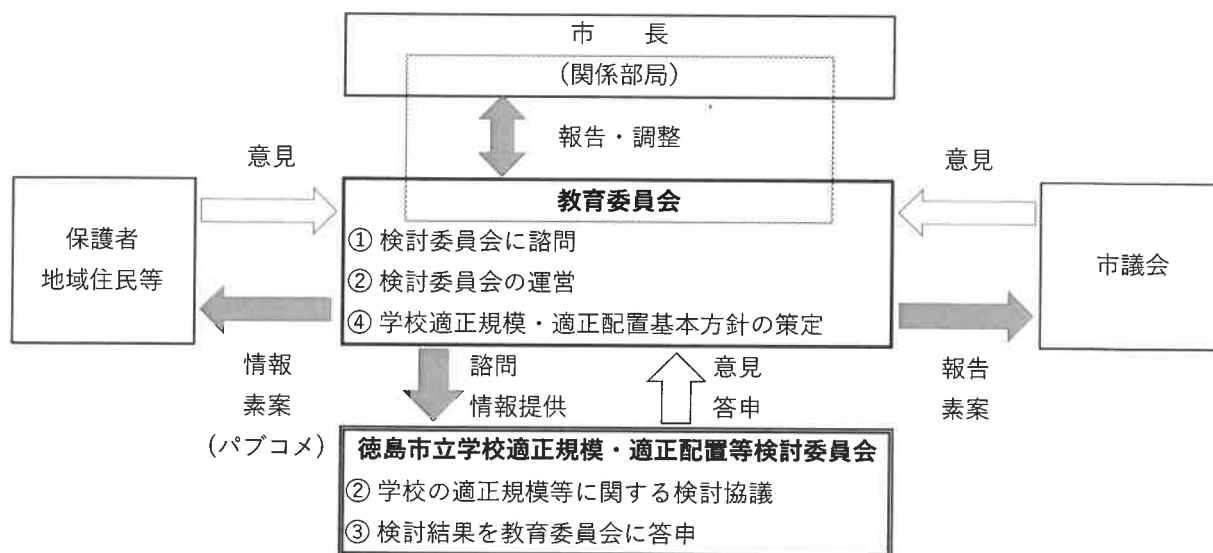 市　　長
(関係部局)
報告・調整
意見
意見
保護者
地域住民等
教育委員会
① 検討委員会に諮問
② 検討委員会の運営
④ 学校適正規模・適正配置基本方針の策定
市議会
情報
素案
(パブコメ)
諮問
情報提供
意見
答申
報告
素案
徳島市立学校適正規模・適正配置等検討委員会
② 学校の適正規模等に関する検討協議
③ 検討結果を教育委員会に答申